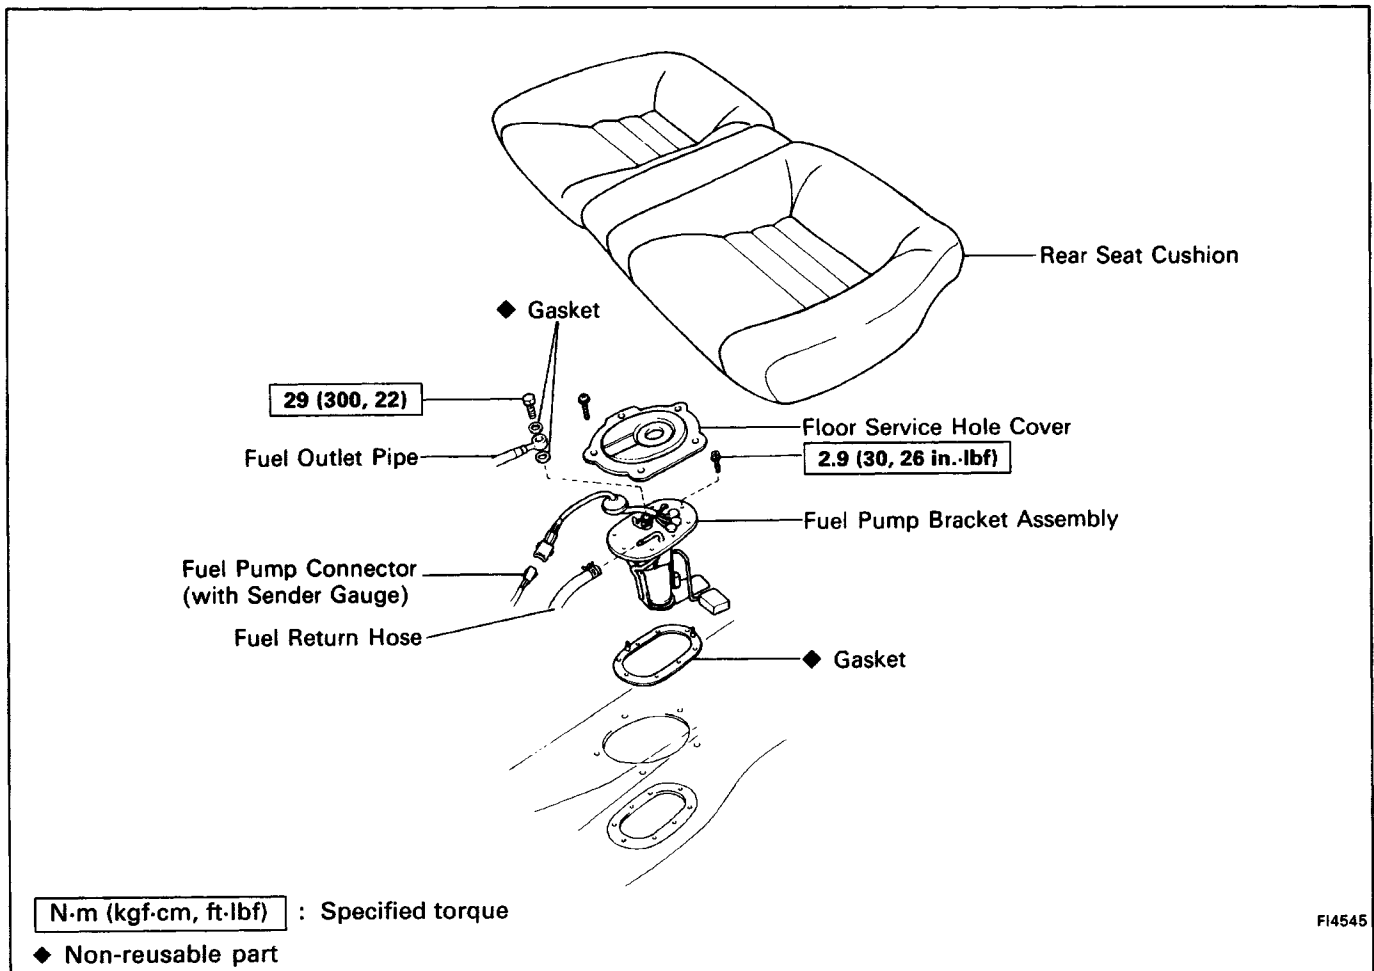 Rear Seat Cushion
◆ Gasket
29 (300, 22)
Floor Service Hole Cover
Fuel Outlet Pipe
2.9 (30, 26 in.·lbf)
Fuel Pump Bracket Assembly
Fuel Pump Connector
(with Sender Gauge)
Fuel Return Hose
◆ Gasket
N·m (kgf·cm, ft·lbf) : Specified torque
◆ Non-reusable part
FI4545